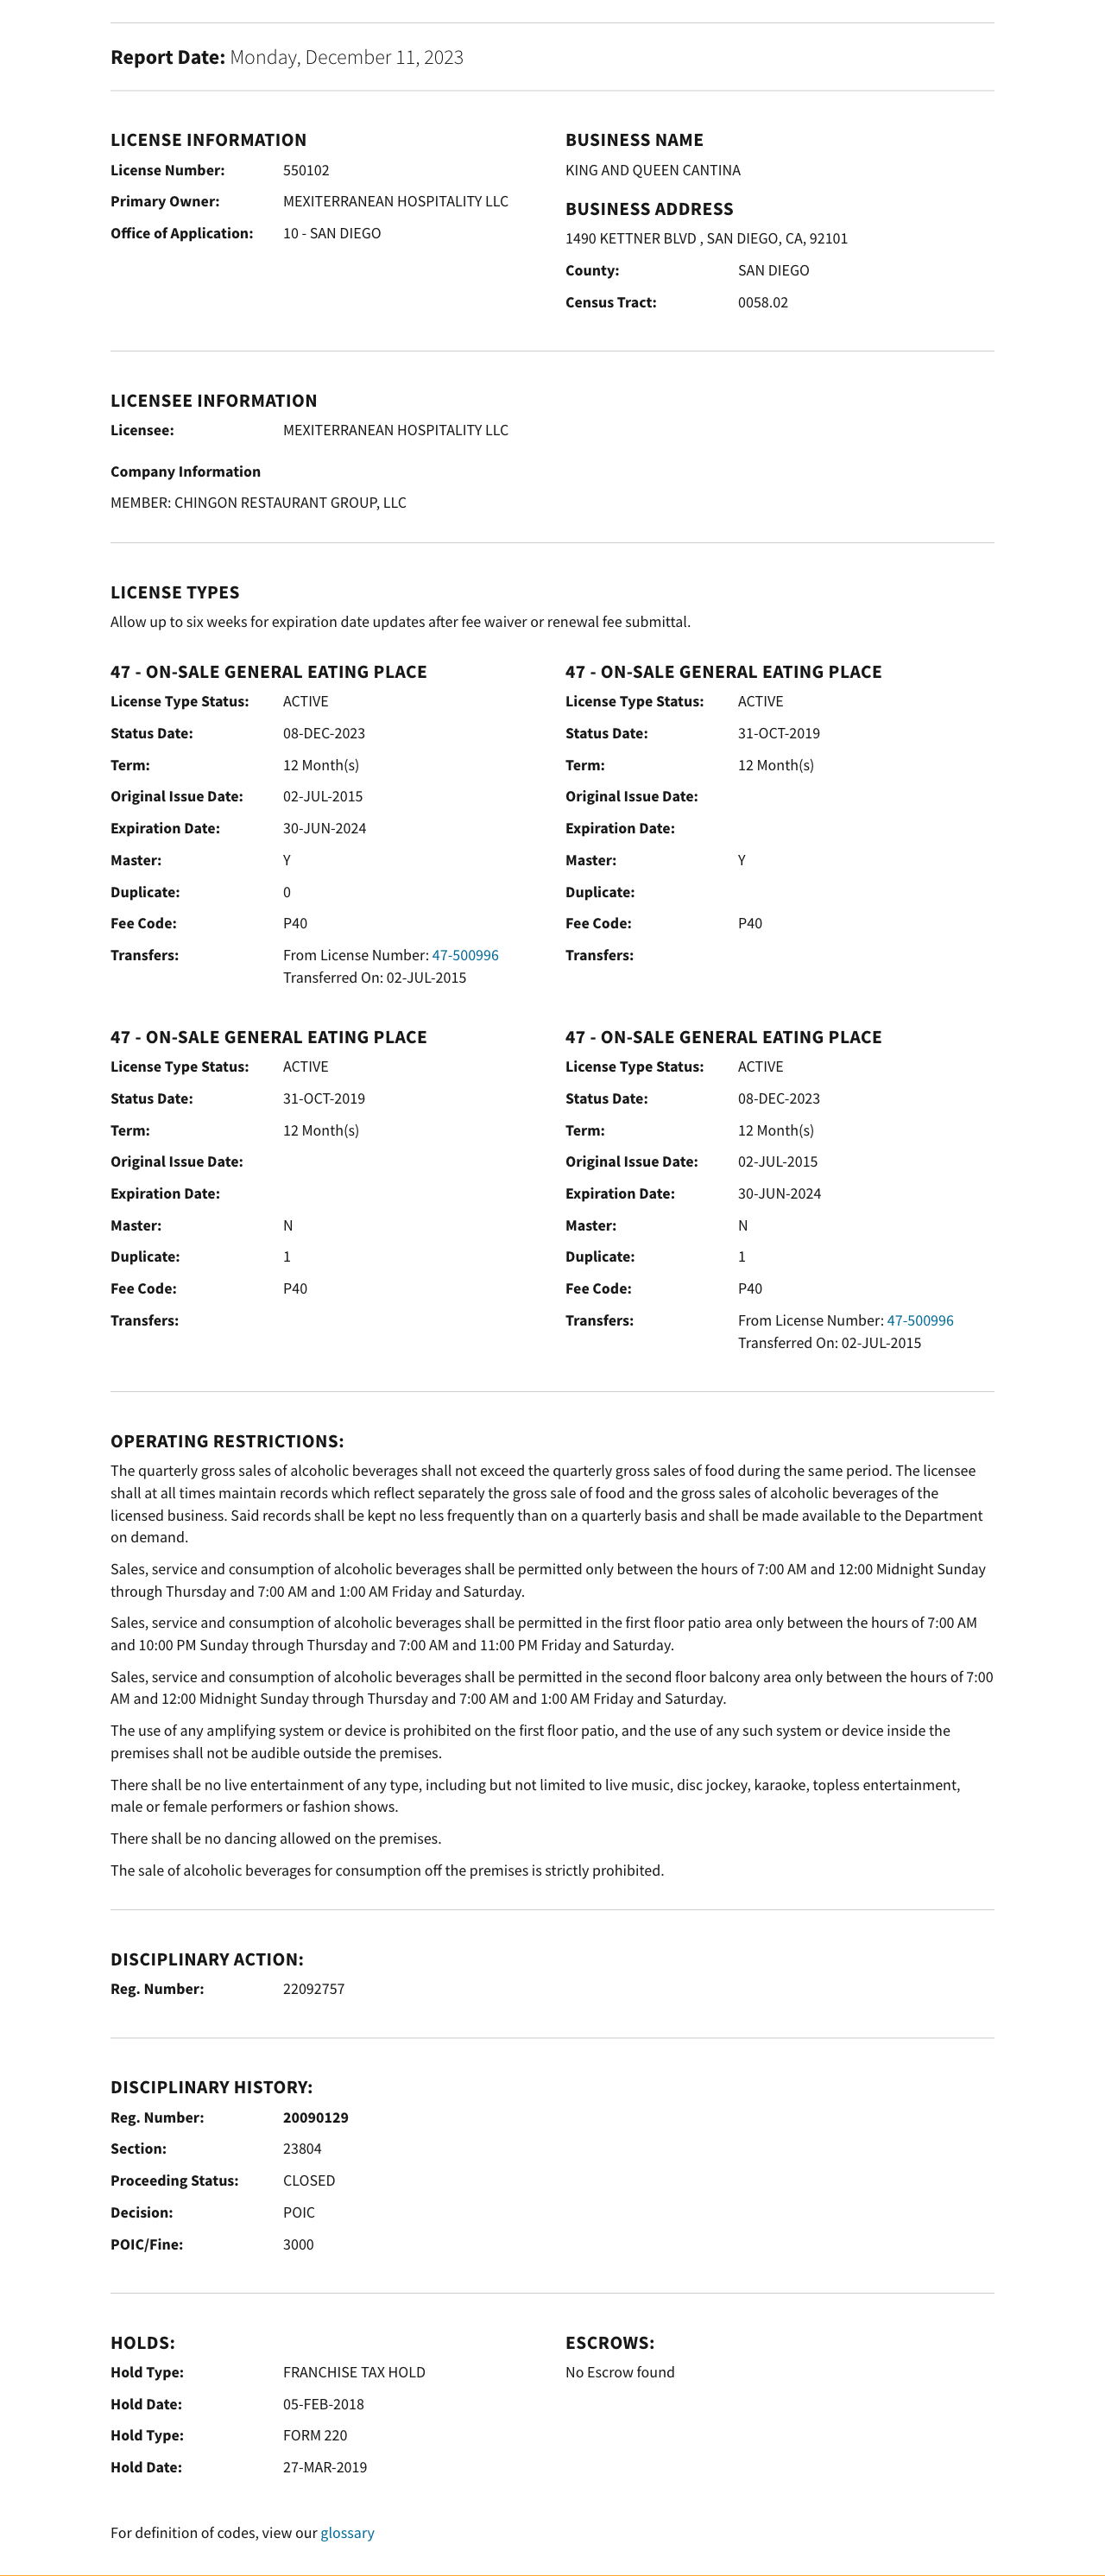 Report Date: Monday, December 11, 2023
LICENSE INFORMATION
License Number: 550102
Primary Owner: MEXITERRANEAN HOSPITALITY LLC
Office of Application: 10 - SAN DIEGO
BUSINESS NAME
KING AND QUEEN CANTINA
BUSINESS ADDRESS
1490 KETTNER BLVD , SAN DIEGO, CA, 92101
County: SAN DIEGO
Census Tract: 0058.02
LICENSEE INFORMATION
Licensee: MEXITERRANEAN HOSPITALITY LLC
Company Information
MEMBER: CHINGON RESTAURANT GROUP, LLC
LICENSE TYPES
Allow up to six weeks for expiration date updates after fee waiver or renewal fee submittal.
47 - ON-SALE GENERAL EATING PLACE
License Type Status: ACTIVE
Status Date: 08-DEC-2023
Term: 12 Month(s)
Original Issue Date: 02-JUL-2015
Expiration Date: 30-JUN-2024
Master: Y
Duplicate: 0
Fee Code: P40
Transfers: From License Number: 47-500996
Transferred On: 02-JUL-2015
47 - ON-SALE GENERAL EATING PLACE
License Type Status: ACTIVE
Status Date: 31-OCT-2019
Term: 12 Month(s)
Original Issue Date:
Expiration Date:
Master: Y
Duplicate:
Fee Code: P40
Transfers:
47 - ON-SALE GENERAL EATING PLACE
License Type Status: ACTIVE
Status Date: 31-OCT-2019
Term: 12 Month(s)
Original Issue Date:
Expiration Date:
Master: N
Duplicate: 1
Fee Code: P40
Transfers:
47 - ON-SALE GENERAL EATING PLACE
License Type Status: ACTIVE
Status Date: 08-DEC-2023
Term: 12 Month(s)
Original Issue Date: 02-JUL-2015
Expiration Date: 30-JUN-2024
Master: N
Duplicate: 1
Fee Code: P40
Transfers: From License Number: 47-500996
Transferred On: 02-JUL-2015
OPERATING RESTRICTIONS:
The quarterly gross sales of alcoholic beverages shall not exceed the quarterly gross sales of food during the same period. The licensee
shall at all times maintain records which reflect separately the gross sale of food and the gross sales of alcoholic beverages of the
licensed business. Said records shall be kept no less frequently than on a quarterly basis and shall be made available to the Department
on demand.
Sales, service and consumption of alcoholic beverages shall be permitted only between the hours of 7:00 AM and 12:00 Midnight Sunday
through Thursday and 7:00 AM and 1:00 AM Friday and Saturday.
Sales, service and consumption of alcoholic beverages shall be permitted in the first floor patio area only between the hours of 7:00 AM
and 10:00 PM Sunday through Thursday and 7:00 AM and 11:00 PM Friday and Saturday.
Sales, service and consumption of alcoholic beverages shall be permitted in the second floor balcony area only between the hours of 7:00
AM and 12:00 Midnight Sunday through Thursday and 7:00 AM and 1:00 AM Friday and Saturday.
The use of any amplifying system or device is prohibited on the first floor patio, and the use of any such system or device inside the
premises shall not be audible outside the premises.
There shall be no live entertainment of any type, including but not limited to live music, disc jockey, karaoke, topless entertainment,
male or female performers or fashion shows.
There shall be no dancing allowed on the premises.
The sale of alcoholic beverages for consumption off the premises is strictly prohibited.
DISCIPLINARY ACTION:
Reg. Number: 22092757
DISCIPLINARY HISTORY:
Reg. Number: 20090129
Section: 23804
Proceeding Status: CLOSED
Decision: POIC
POIC/Fine: 3000
HOLDS:
Hold Type: FRANCHISE TAX HOLD
Hold Date: 05-FEB-2018
Hold Type: FORM 220
Hold Date: 27-MAR-2019
ESCROWS:
No Escrow found
For definition of codes, view our glossary